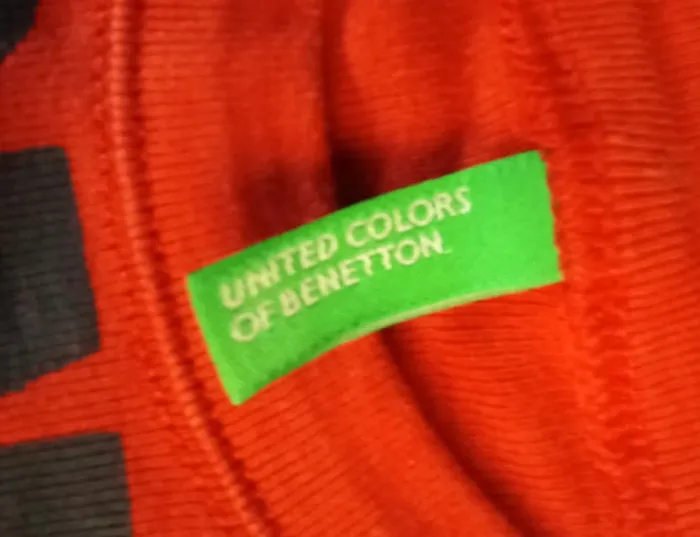 UNITED COLORS
OF BENETTON.